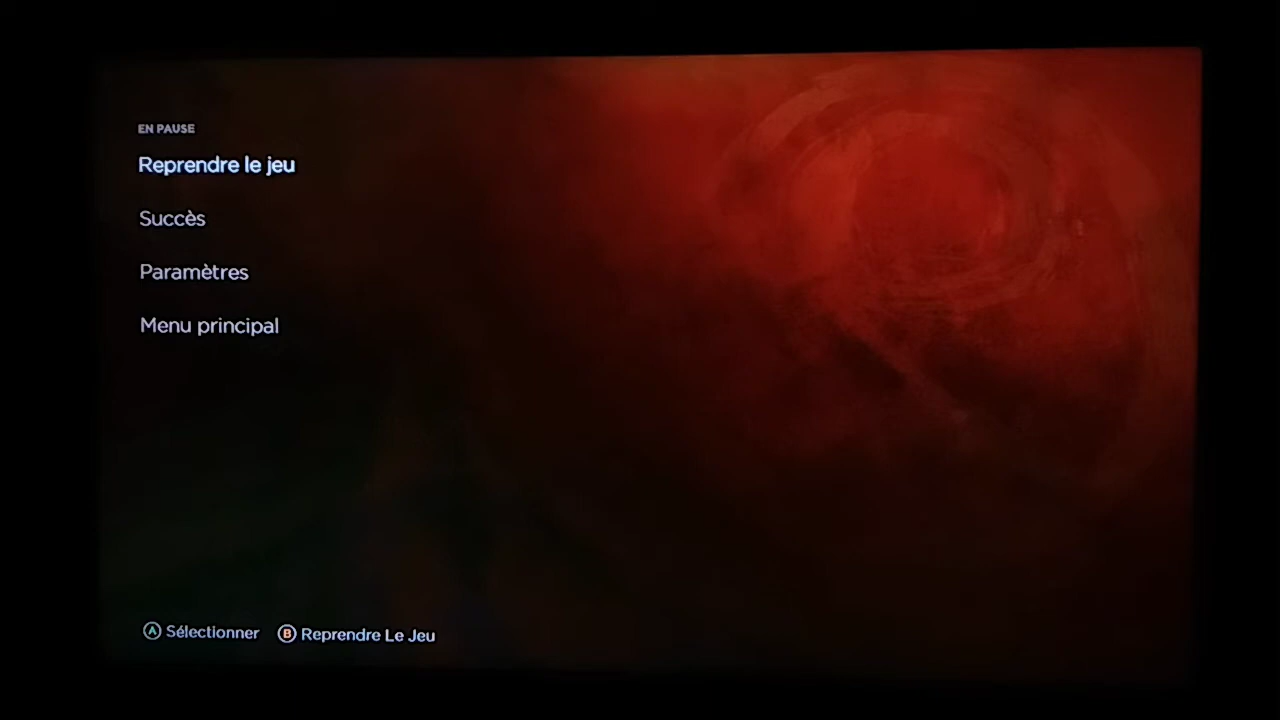 EN PAUSE
Reprendre le jeu
Succès
Paramètres
Menu principal
A Sélectionner B Reprendre Le Jeu